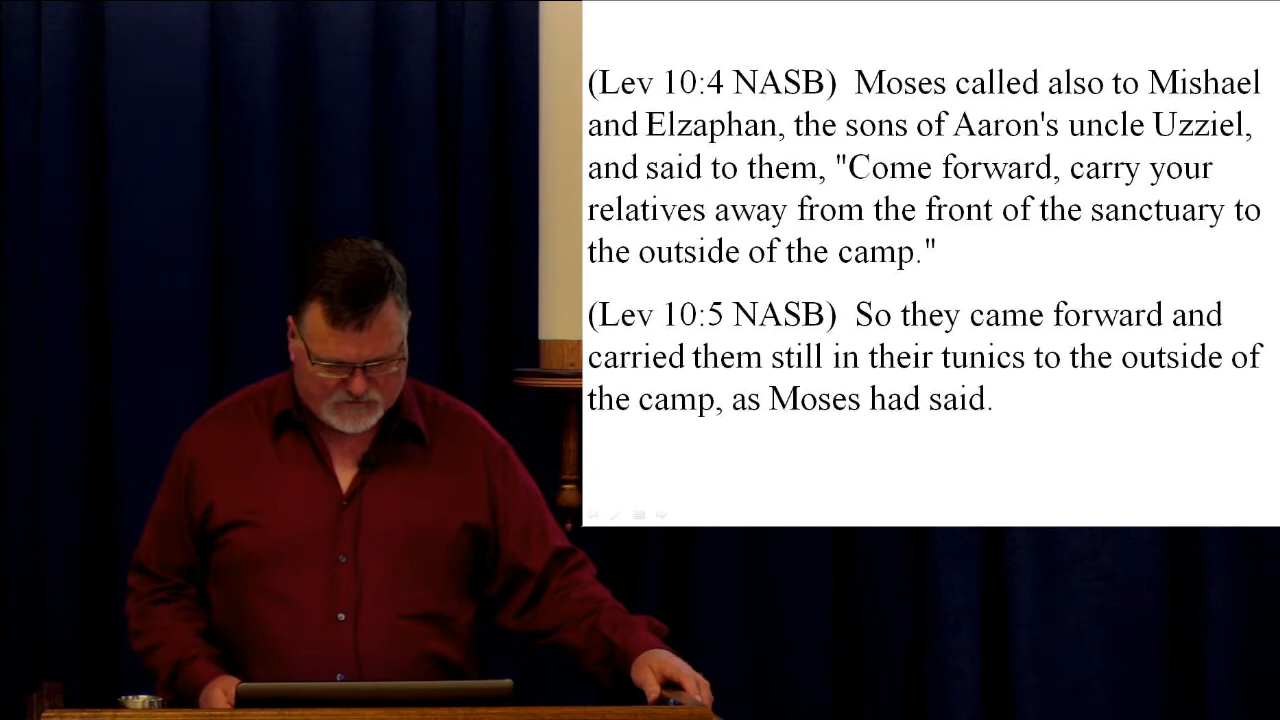 (Lev 10:4 NASB)  Moses called also to Mishael
and Elzaphan, the sons of Aaron's uncle Uzziel,
and said to them, "Come forward, carry your
relatives away from the front of the sanctuary to
the outside of the camp."
(Lev 10:5 NASB)  So they came forward and
carried them still in their tunics to the outside of
the camp, as Moses had said.